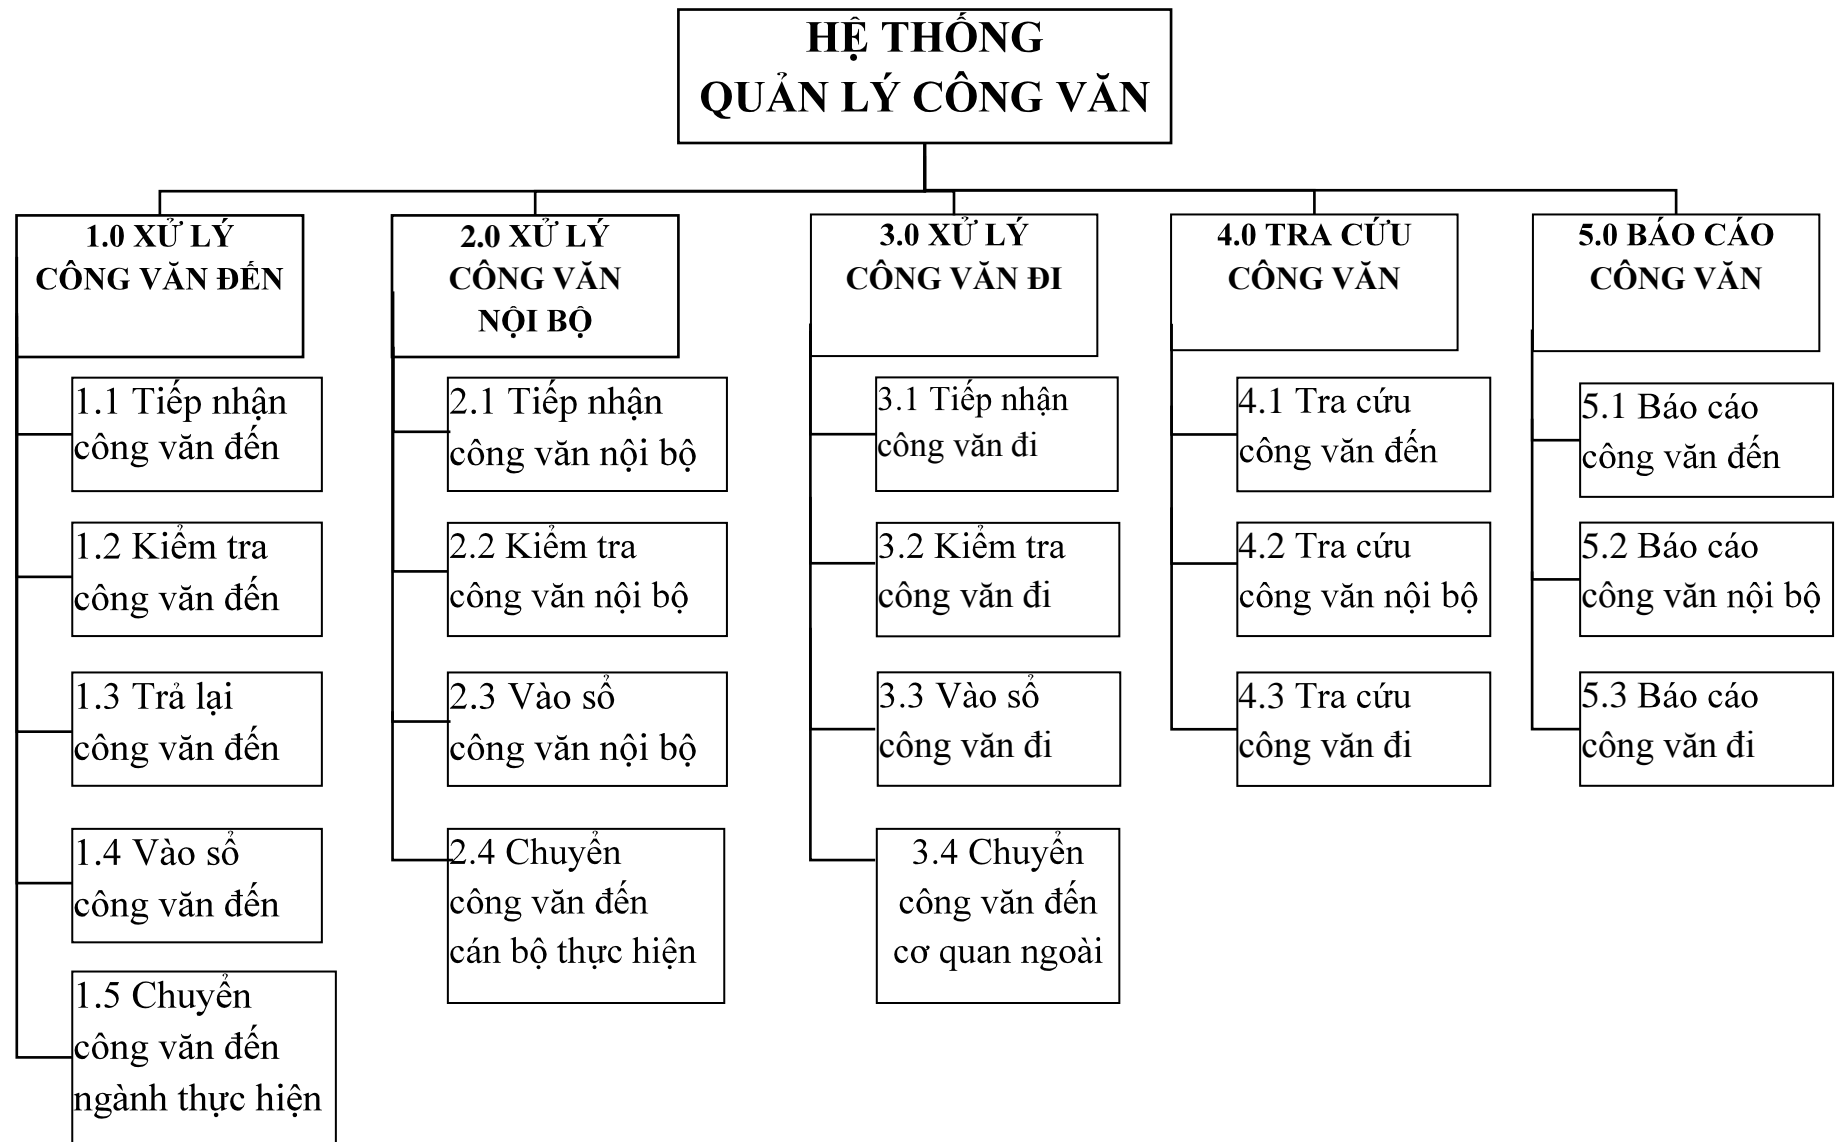 HỆ THỐNG
QUẢN LÝ CÔNG VĂN
1.0 XỬ LÝ
CÔNG VĂN ĐẾN
1.1 Tiếp nhận
công văn đến
1.2 Kiểm tra
công văn đến
1.3 Trả lại
công văn đến
1.4 Vào sổ
công văn đến
1.5 Chuyển
công văn đến
ngành thực hiện
2.0 XỬ LÝ
CÔNG VĂN
NỘI BỘ
2.1 Tiếp nhận
công văn nội bộ
2.2 Kiểm tra
công văn nội bộ
2.3 Vào sổ
công văn nội bộ
2.4 Chuyển
công văn đến
cán bộ thực hiện
3.0 XỬ LÝ
CÔNG VĂN ĐI
3.1 Tiếp nhận
công văn đi
3.2 Kiểm tra
công văn đi
3.3 Vào sổ
công văn đi
3.4 Chuyển
công văn đến
cơ quan ngoài
4.0 TRA CỨU
CÔNG VĂN
4.1 Tra cứu
công văn đến
4.2 Tra cứu
công văn nội bộ
4.3 Tra cứu
công văn đi
5.0 BÁO CÁO
CÔNG VĂN
5.1 Báo cáo
công văn đến
5.2 Báo cáo
công văn nội bộ
5.3 Báo cáo
công văn đi